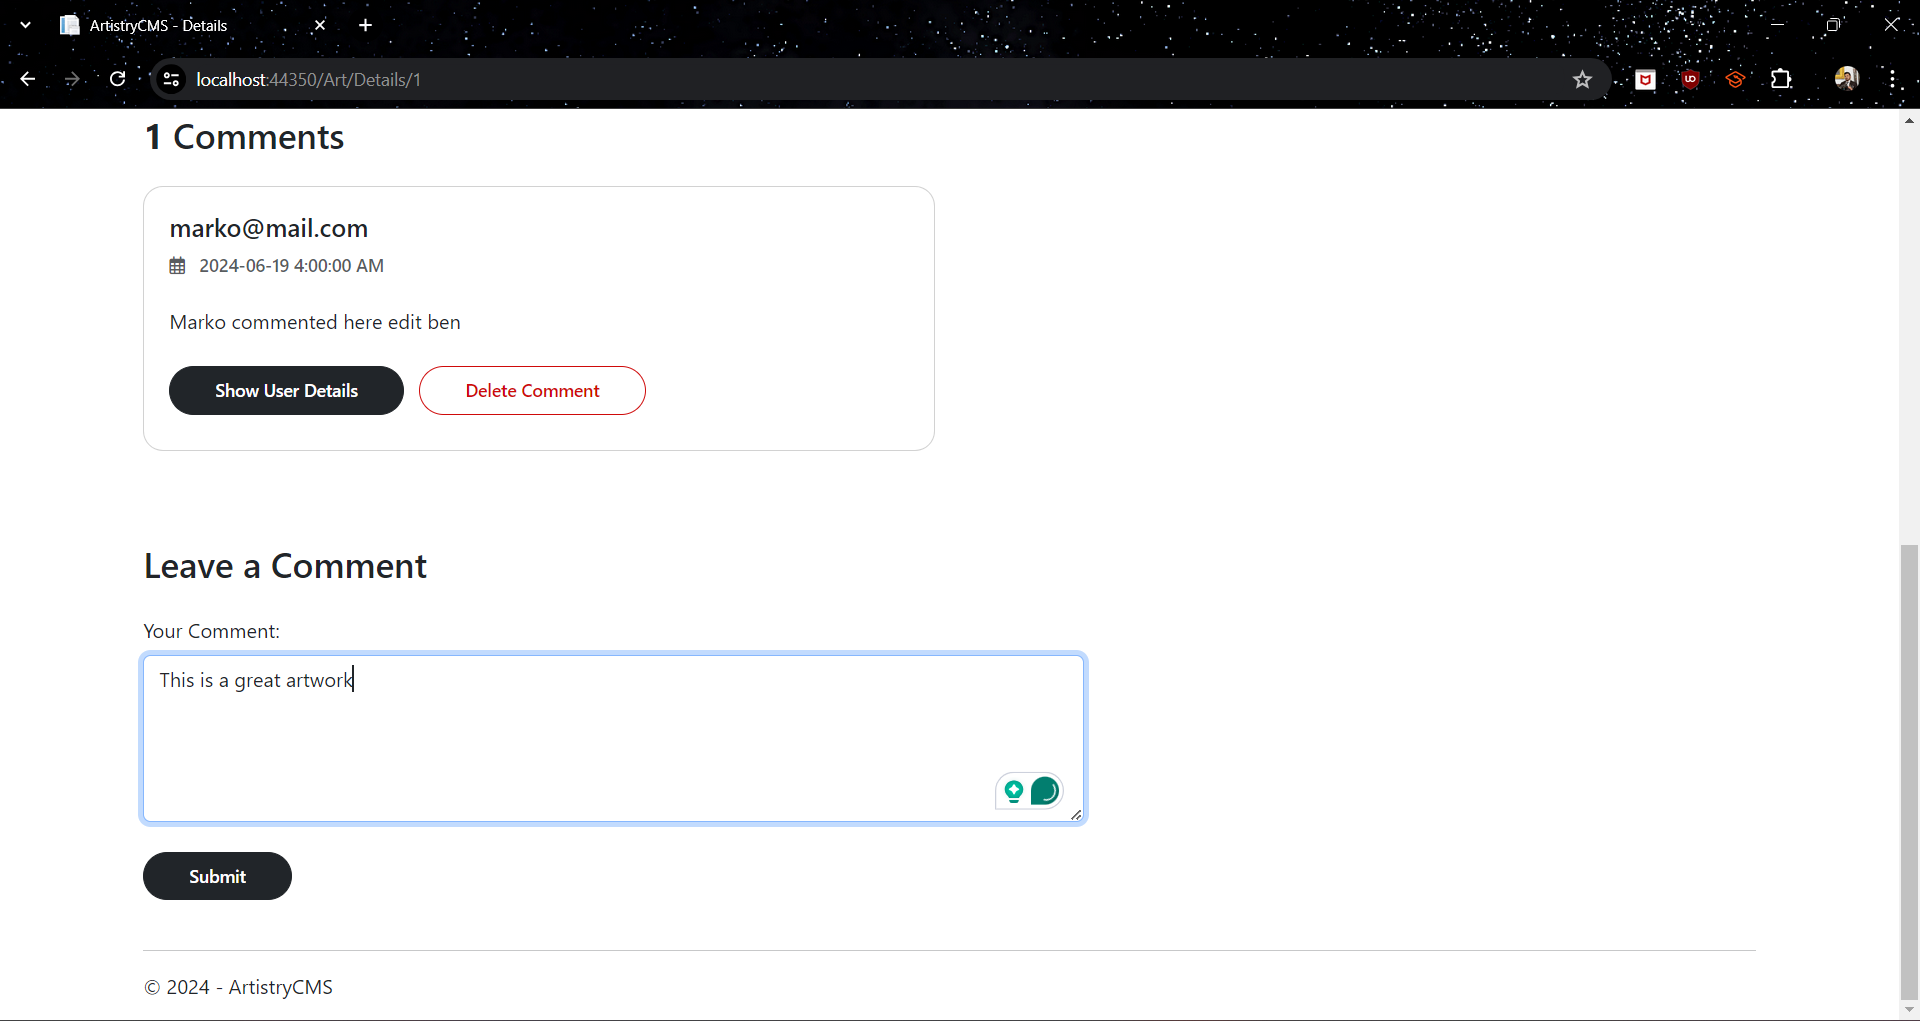 ArtistryCMS - Details
localhost:44350/Art/Details/1
1 Comments
marko@mail.com
2024-06-19 4:00:00 AM
Marko commented here edit ben
Show User Details
Delete Comment
Leave a Comment
Your Comment:
This is a great artwork
Submit
© 2024 - ArtistryCMS